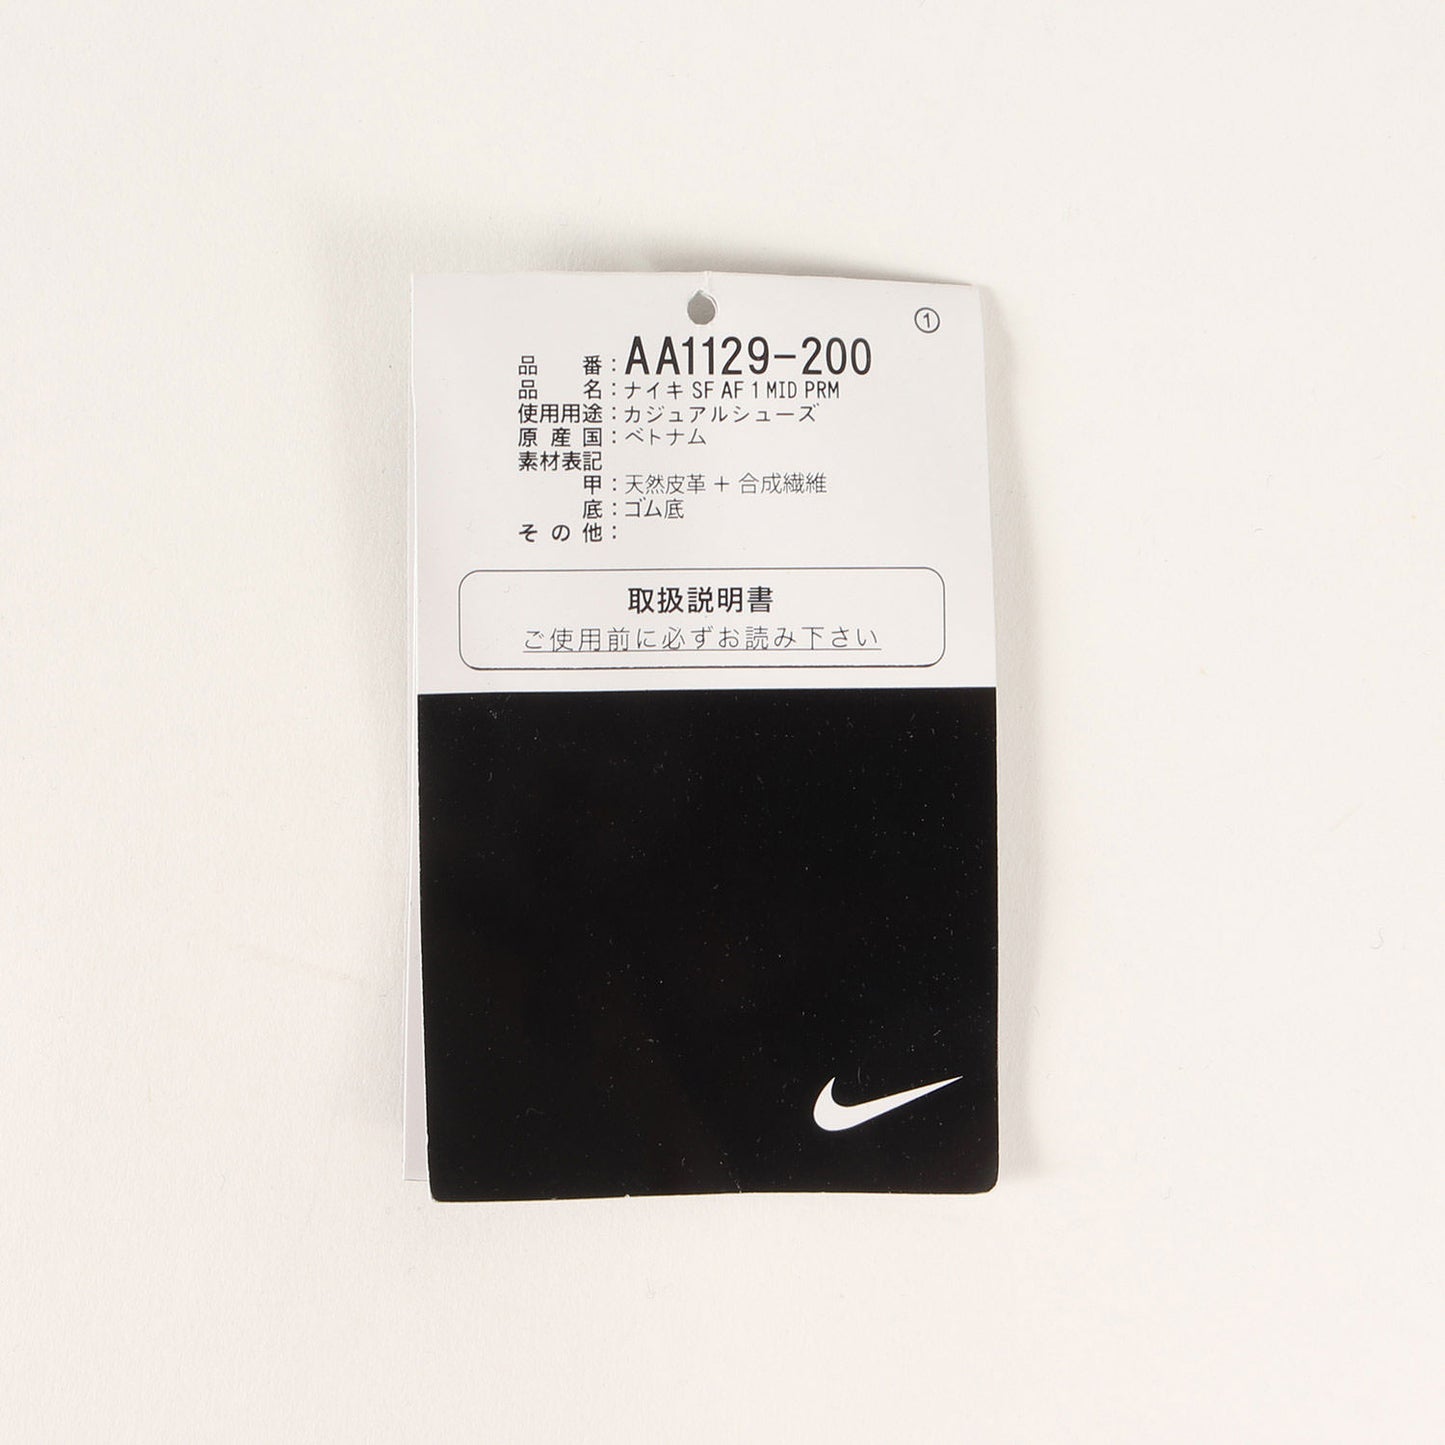 ①
品 番：AA1129-200
品 名：ナイキ SF AF 1 MID PRM
使用用途：カジュアルシューズ
原産国：ベトナム
素材表記
甲：天然皮革 + 合成繊維
底：ゴム底
その他：
取扱説明書
ご使用前に必ずお読み下さい